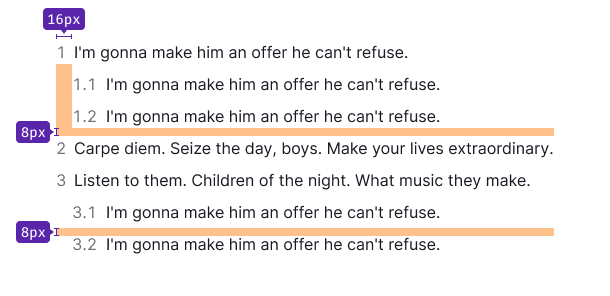 16px
1 I'm gonna make him an offer he can't refuse.
1.1 I'm gonna make him an offer he can't refuse.
1.2 I'm gonna make him an offer he can't refuse.
8px
2 Carpe diem. Seize the day, boys. Make your lives extraordinary.
3 Listen to them. Children of the night. What music they make.
3.1 I'm gonna make him an offer he can't refuse.
8px
3.2 I'm gonna make him an offer he can't refuse.